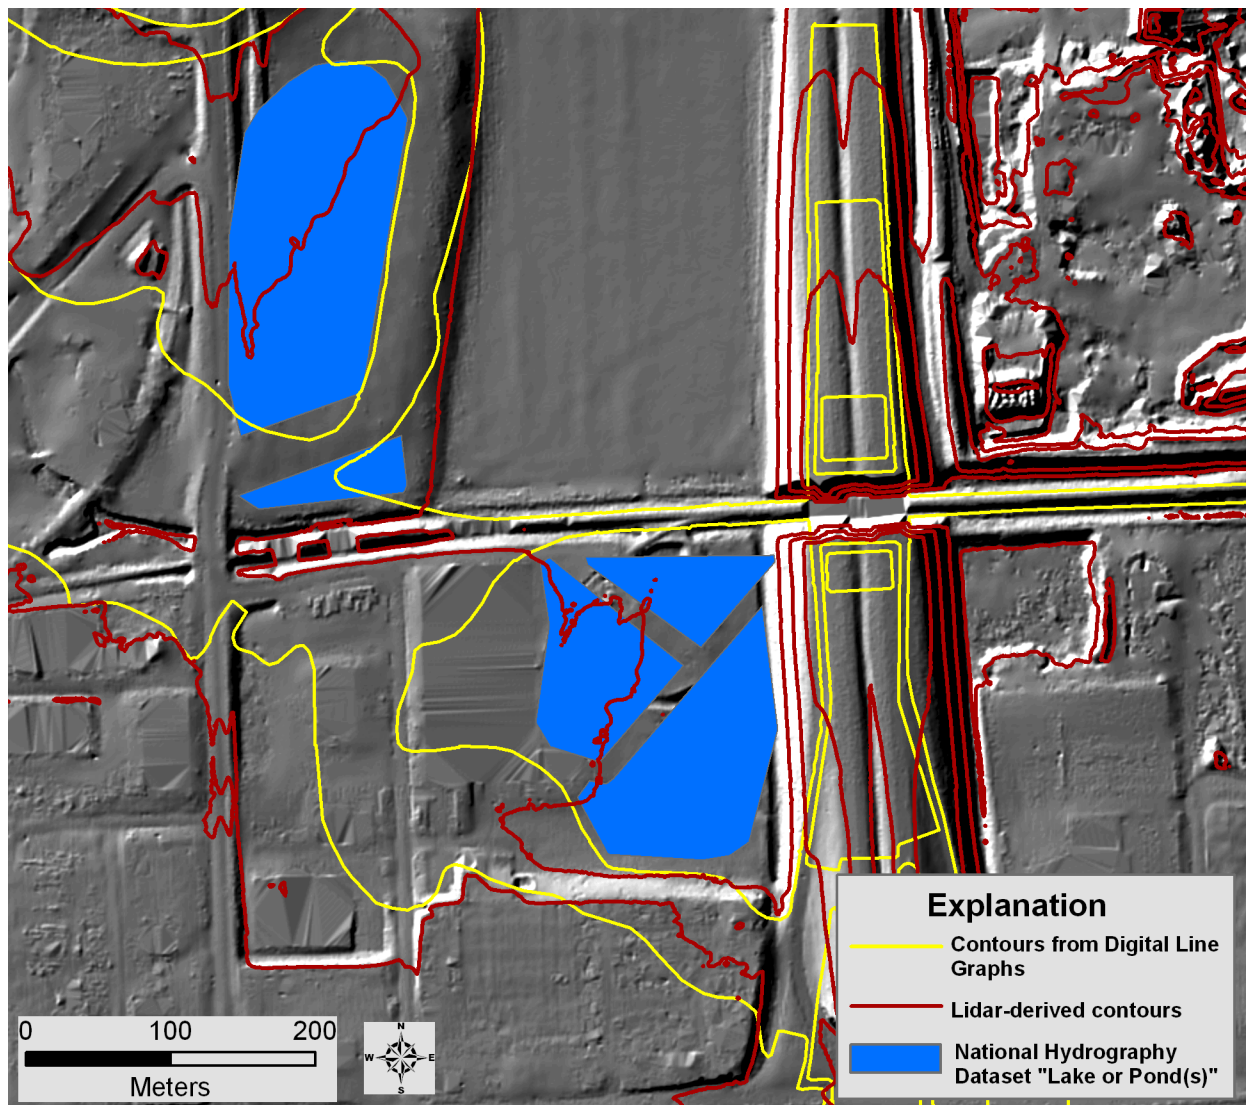 Explanation
Contours from Digital Line
Graphs
Lidar-derived contours
National Hydrography
Dataset "Lake or Pond(s)"
0 100 200
Meters
N
W E
S